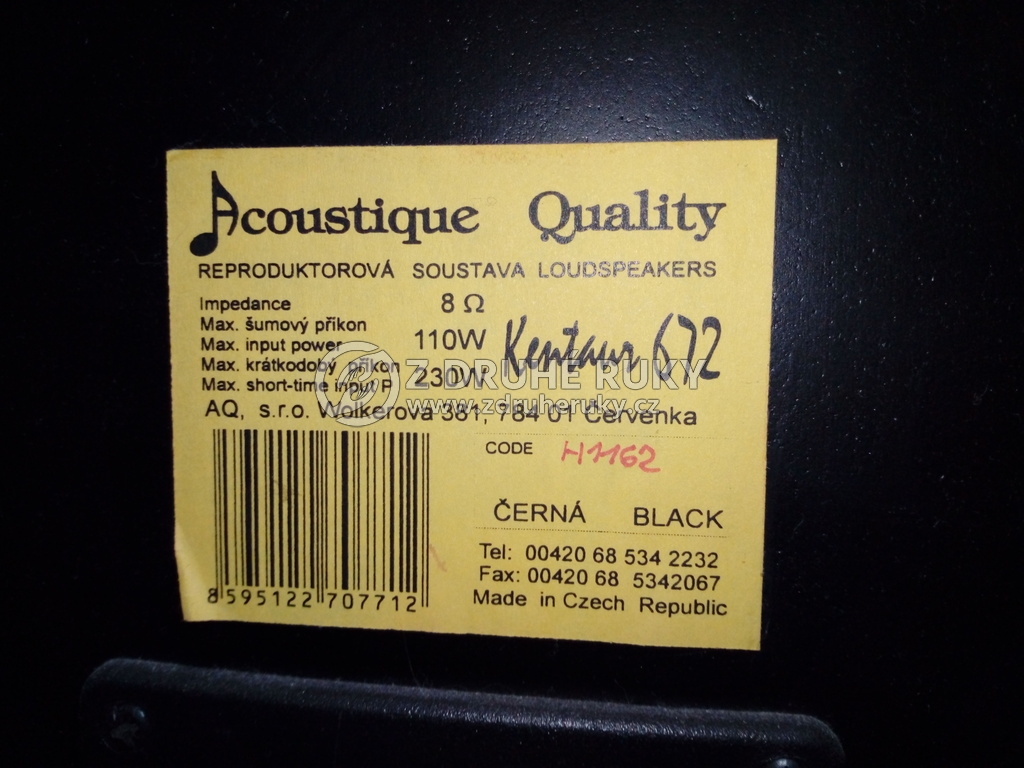 Acoustique Quality
REPRODUKTOROVÁ SOUSTAVA LOUDSPEAKERS
Impedance 8 Ω
Max. šumový příkon
Max. input power 110W
Kentaur 672
Max. krátkodobý příkon
Max. short-time input P 230W
Z DRUHÉ RUKY
www.zdruheruky.cz
AQ, s.r.o. Wolkerova 381, 784 01 Červenka
CODE H1162
ČERNÁ BLACK
Tel: 00420 68 534 2232
Fax: 00420 68 5342067
Made in Czech Republic
8 595122 707712